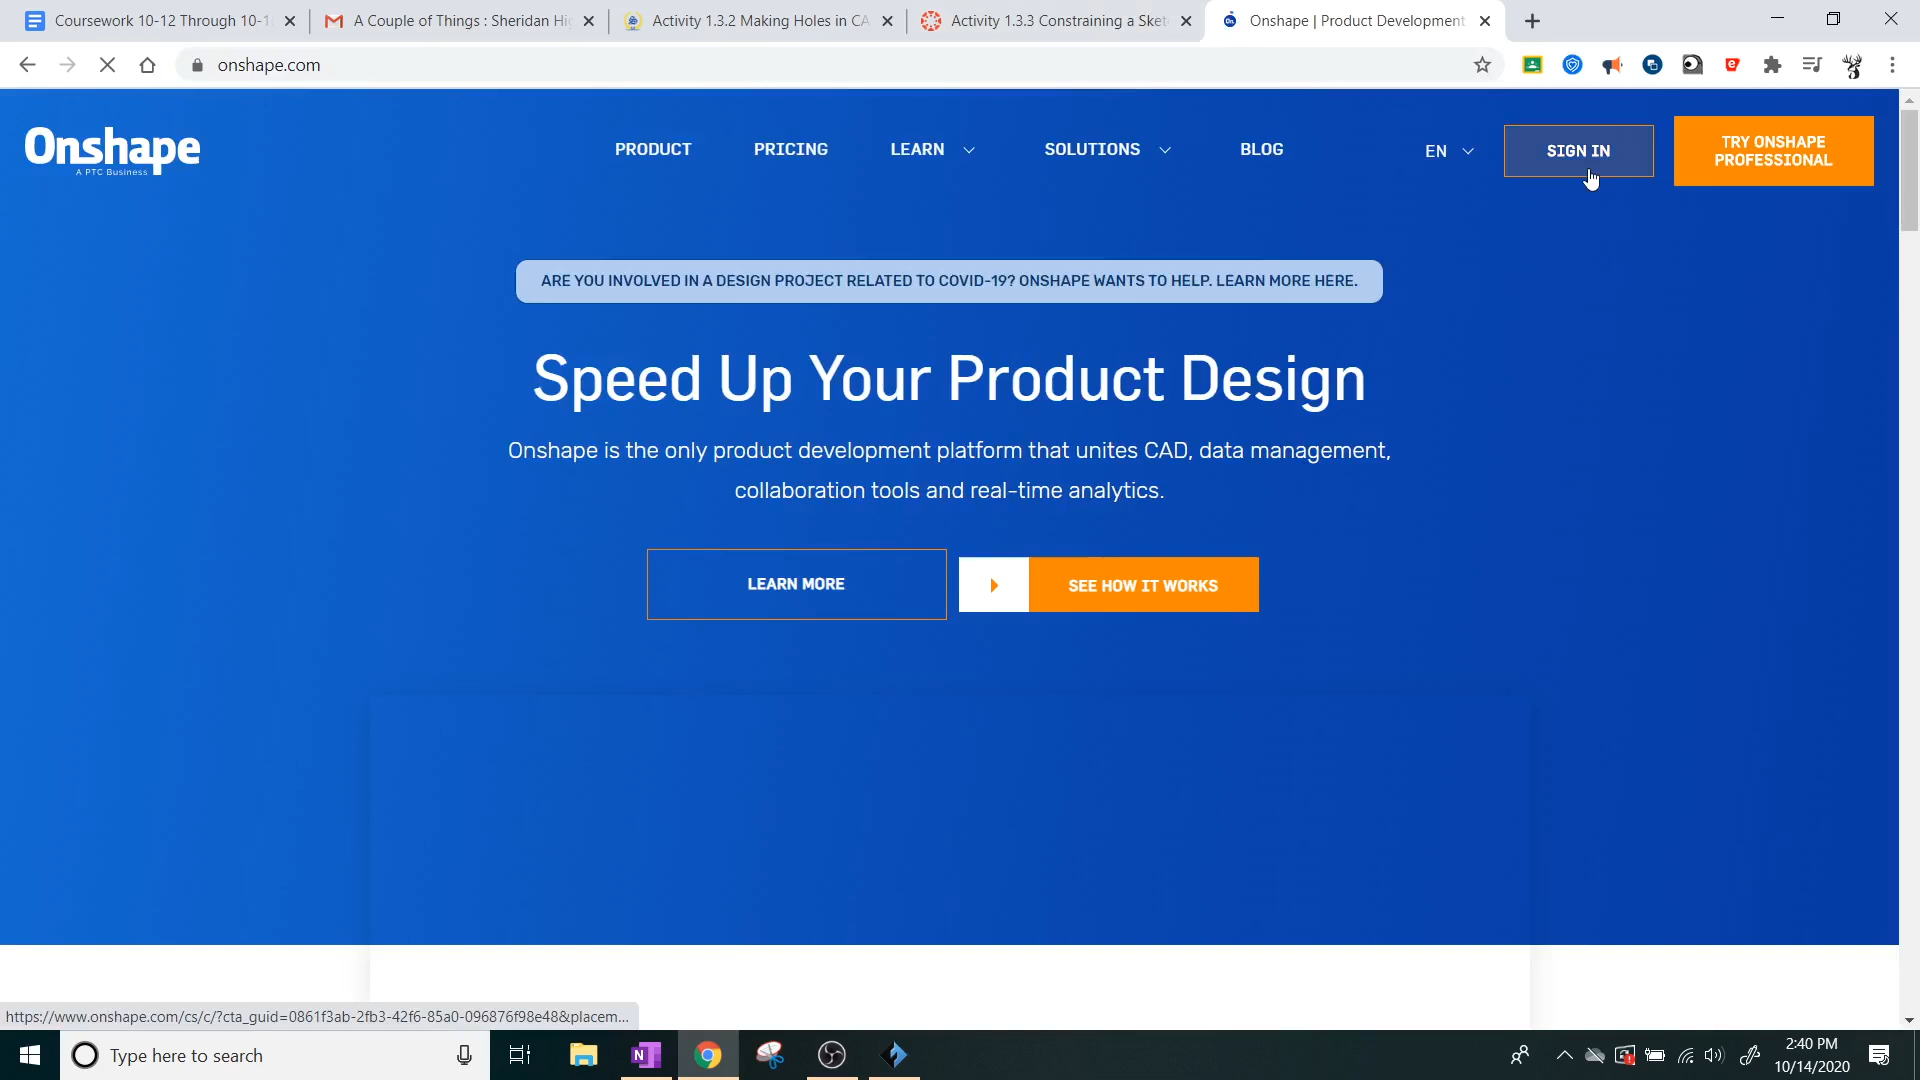 Coursework 10-12 Through 10-1
A Couple of Things : Sheridan Hi
Activity 1.3.2 Making Holes in CA
Activity 1.3.3 Constraining a Sket
Onshape | Product Development
onshape.com
Onshape
A PTC Business
PRODUCT
PRICING
LEARN
SOLUTIONS
BLOG
EN
SIGN IN
TRY ONSHAPE
PROFESSIONAL
ARE YOU INVOLVED IN A DESIGN PROJECT RELATED TO COVID-19? ONSHAPE WANTS TO HELP. LEARN MORE HERE.
Speed Up Your Product Design
Onshape is the only product development platform that unites CAD, data management,
collaboration tools and real-time analytics.
LEARN MORE
SEE HOW IT WORKS
https://www.onshape.com/cs/c/?cta_guid=0861f3ab-2fb3-42f6-85a0-096876f98e48&placem...
Type here to search
2:40 PM
10/14/2020